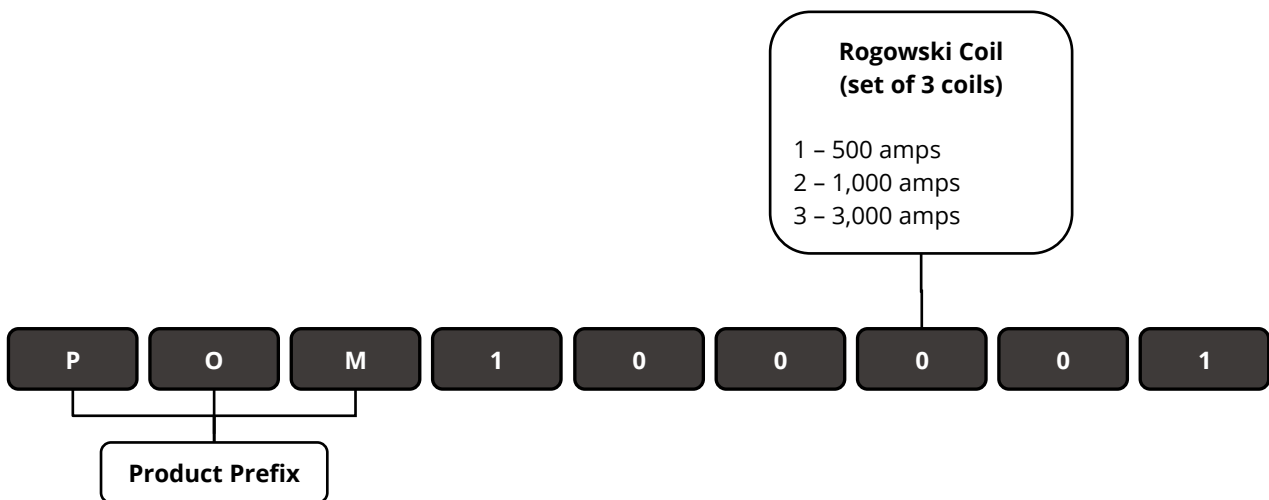 Rogowski Coil
(set of 3 coils)
1 – 500 amps
2 – 1,000 amps
3 – 3,000 amps
P O M 1 0 0 0 0 1
Product Prefix